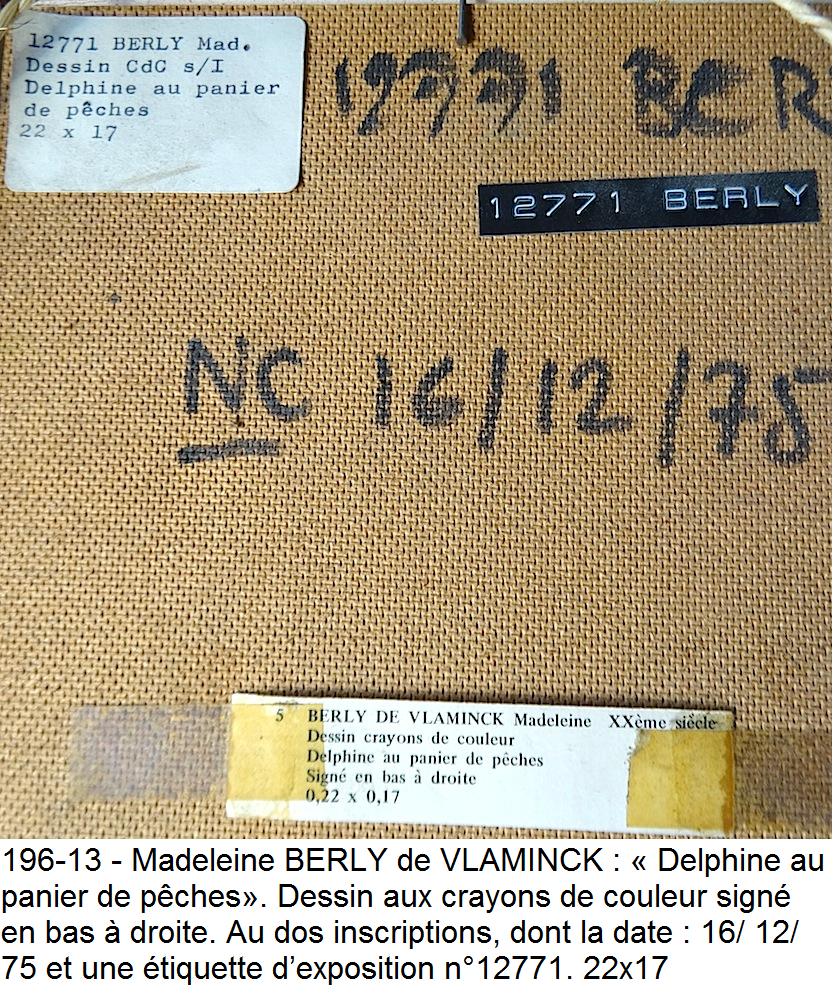 12771 BERLY Mad.
Dessin CdC s/I
Delphine au panier
de pêches
22 x 17
12771 BER
12771 BERLY
NC 16/12/75
5 BERLY DE VLAMINCK Madeleine XXème siècle
Dessin crayons de couleur
Delphine au panier de pêches
Signé en bas à droite
0,22 x 0,17
196-13 - Madeleine BERLY de VLAMINCK : « Delphine au
panier de pêches». Dessin aux crayons de couleur signé
en bas à droite. Au dos inscriptions, dont la date : 16/ 12/
75 et une étiquette d’exposition n°12771. 22x17